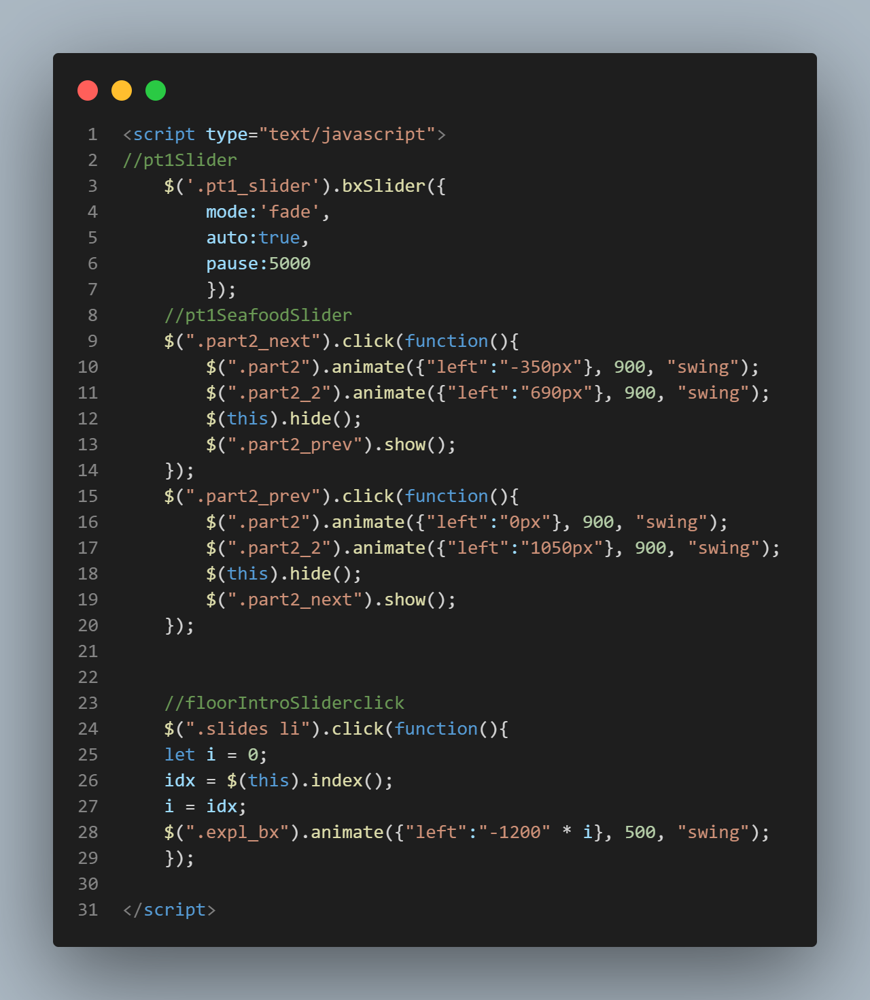 1 <script type="text/javascript">
2 //pt1Slider
3     $('.pt1_slider').bxSlider({
4         mode:'fade',
5         auto:true,
6         pause:5000
7         });
8     //pt1SeafoodSlider
9     $(".part2_next").click(function(){
10         $(".part2").animate({"left":"-350px"}, 900, "swing");
11         $(".part2_2").animate({"left":"690px"}, 900, "swing");
12         $(this).hide();
13         $(".part2_prev").show();
14     });
15     $(".part2_prev").click(function(){
16         $(".part2").animate({"left":"0px"}, 900, "swing");
17         $(".part2_2").animate({"left":"1050px"}, 900, "swing");
18         $(this).hide();
19         $(".part2_next").show();
20     });
21
22
23     //floorIntroSliderclick
24     $(".slides li").click(function(){
25     let i = 0;
26     idx = $(this).index();
27     i = idx;
28     $(".expl_bx").animate({"left":"-1200" * i}, 500, "swing");
29     });
30
31 </script>